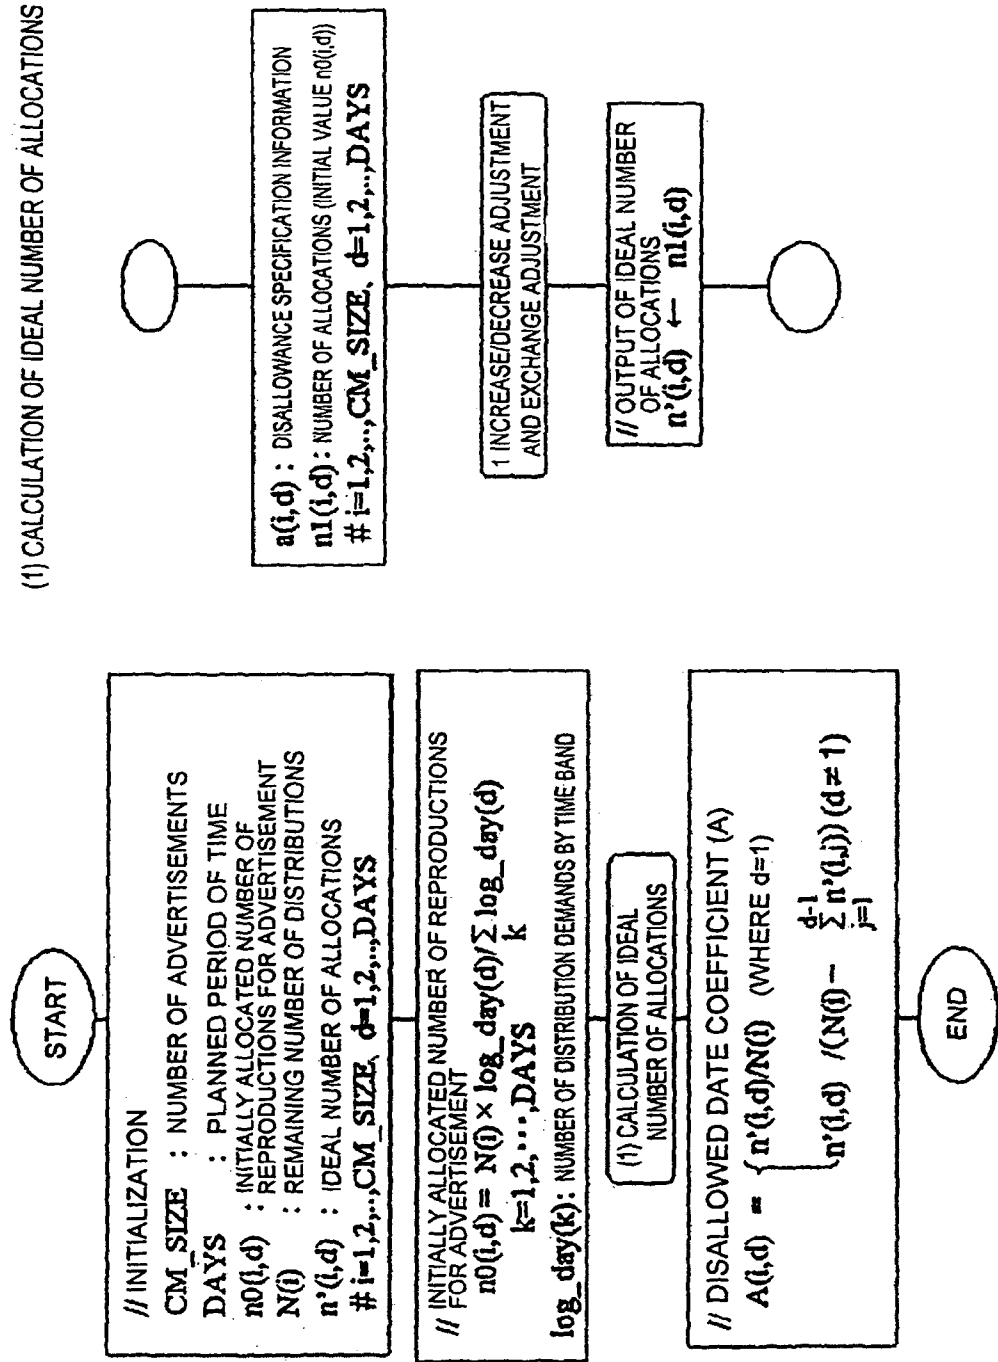 START
// INITIALIZATION
CM_SIZE : NUMBER OF ADVERTISEMENTS
DAYS : PLANNED PERIOD OF TIME
n0(i,d) : INITIALLY ALLOCATED NUMBER OF
REPRODUCTIONS FOR ADVERTISEMENT
N(i) : REMAINING NUMBER OF DISTRIBUTIONS
n'(i,d) : IDEAL NUMBER OF ALLOCATIONS
# i=1,2,..,CM_SIZE、d=1,2,..,DAYS
// INITIALLY ALLOCATED NUMBER OF REPRODUCTIONS
FOR ADVERTISEMENT
n0(i,d) = N(i) × log_day(d)/∑ log_day(d)
k
k=1,2,･･･,DAYS
log_day(k): NUMBER OF DISTRIBUTION DEMANDS BY TIME BAND
(1) CALCULATION OF IDEAL
NUMBER OF ALLOCATIONS
// DISALLOWED DATE COEFFICIENT (A)
A(i,d) = { n'(i,d)/N(i) (WHERE d=1)
d-1
n'(i,d) /(N(i) − ∑ n'(i,j)) (d ≠ 1)
j=1
END
(1) CALCULATION OF IDEAL NUMBER OF ALLOCATIONS
a(i,d) : DISALLOWANCE SPECIFICATION INFORMATION
n1(i,d) : NUMBER OF ALLOCATIONS (INITIAL VALUE n0(i,d))
# i=1,2,..,CM_SIZE、d=1,2,..,DAYS
1 INCREASE/DECREASE ADJUSTMENT
AND EXCHANGE ADJUSTMENT
// OUTPUT OF IDEAL NUMBER
OF ALLOCATIONS
n'(i,d) ← n1(i,d)